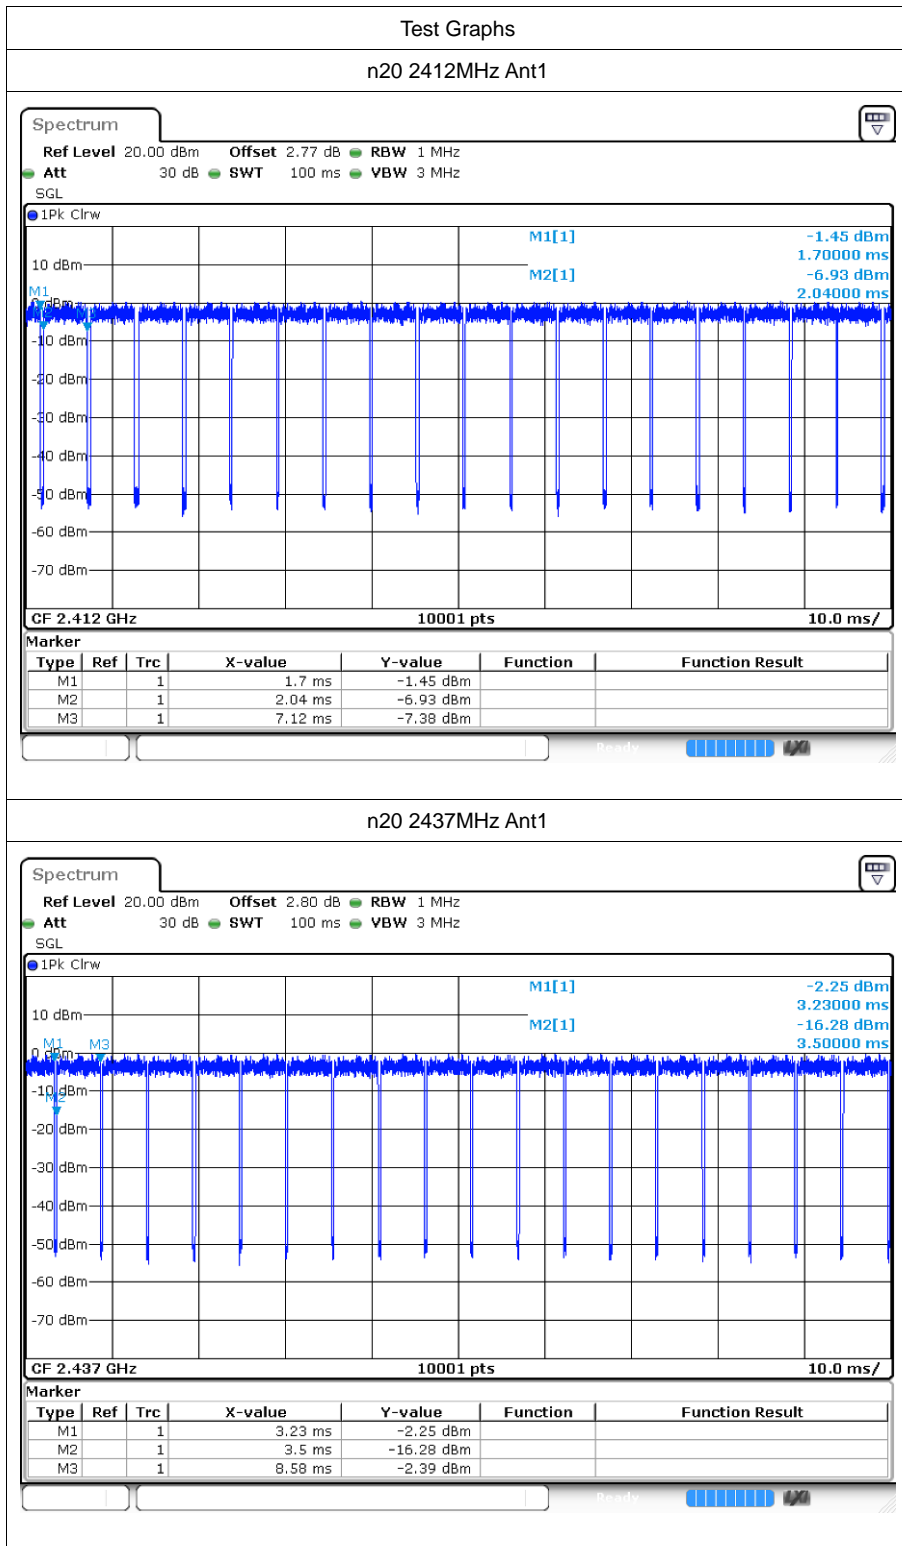 Test Graphs
n20 2412MHz Ant1
Spectrum
Ref Level 20.00 dBm Offset 2.77 dB RBW 1 MHz
Att 30 dB SWT 100 ms VBW 3 MHz
SGL
1Pk Clrw
M1[1] -1.45 dBm
1.70000 ms
10 dBm
M2[1] -6.93 dBm
2.04000 ms
M1
0 dBm
-10 dBm
-20 dBm
-30 dBm
-40 dBm
-50 dBm
-60 dBm
-70 dBm
CF 2.412 GHz 10001 pts 10.0 ms/
Marker
Type Ref Trc X-value Y-value Function Function Result
M1 1 1.7 ms -1.45 dBm
M2 1 2.04 ms -6.93 dBm
M3 1 7.12 ms -7.38 dBm
Ready
n20 2437MHz Ant1
Spectrum
Ref Level 20.00 dBm Offset 2.80 dB RBW 1 MHz
Att 30 dB SWT 100 ms VBW 3 MHz
SGL
1Pk Clrw
M1[1] -2.25 dBm
3.23000 ms
10 dBm
M2[1] -16.28 dBm
3.50000 ms
M1 M3
0 dBm
-10 dBm
M2
-20 dBm
-30 dBm
-40 dBm
-50 dBm
-60 dBm
-70 dBm
CF 2.437 GHz 10001 pts 10.0 ms/
Marker
Type Ref Trc X-value Y-value Function Function Result
M1 1 3.23 ms -2.25 dBm
M2 1 3.5 ms -16.28 dBm
M3 1 8.58 ms -2.39 dBm
Ready